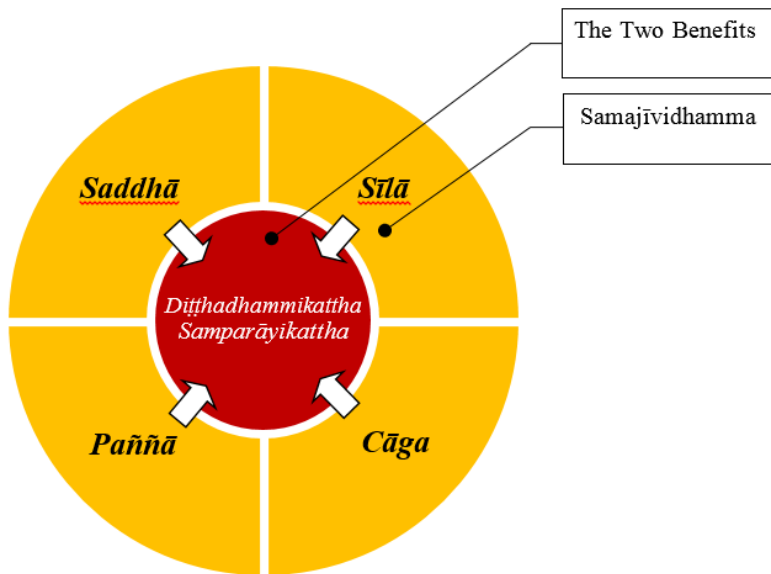 The Two Benefits
Samajīvidhamma
Saddhā
Sīlā
Diṭṭhadhammikattha
Samparāyikattha
Paññā
Cāga